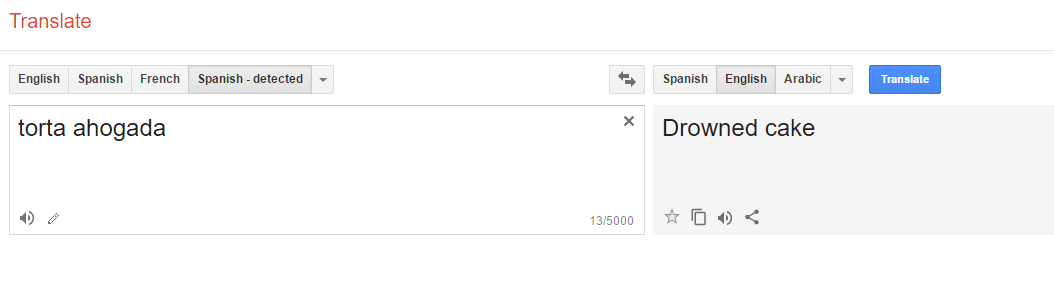 Translate
English Spanish French Spanish - detected
Spanish English Arabic Translate
torta ahogada
Drowned cake
13/5000